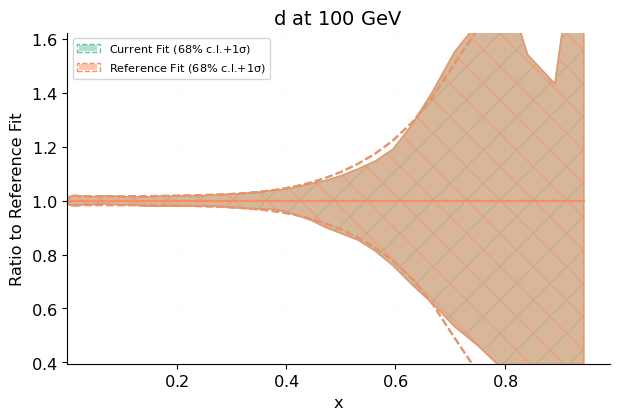 d at 100 GeV
Current Fit (68% c.l.+1σ)
Reference Fit (68% c.l.+1σ)
Ratio to Reference Fit
1.6
1.4
1.2
1.0
0.8
0.6
0.4
0.2 0.4 0.6 0.8
x